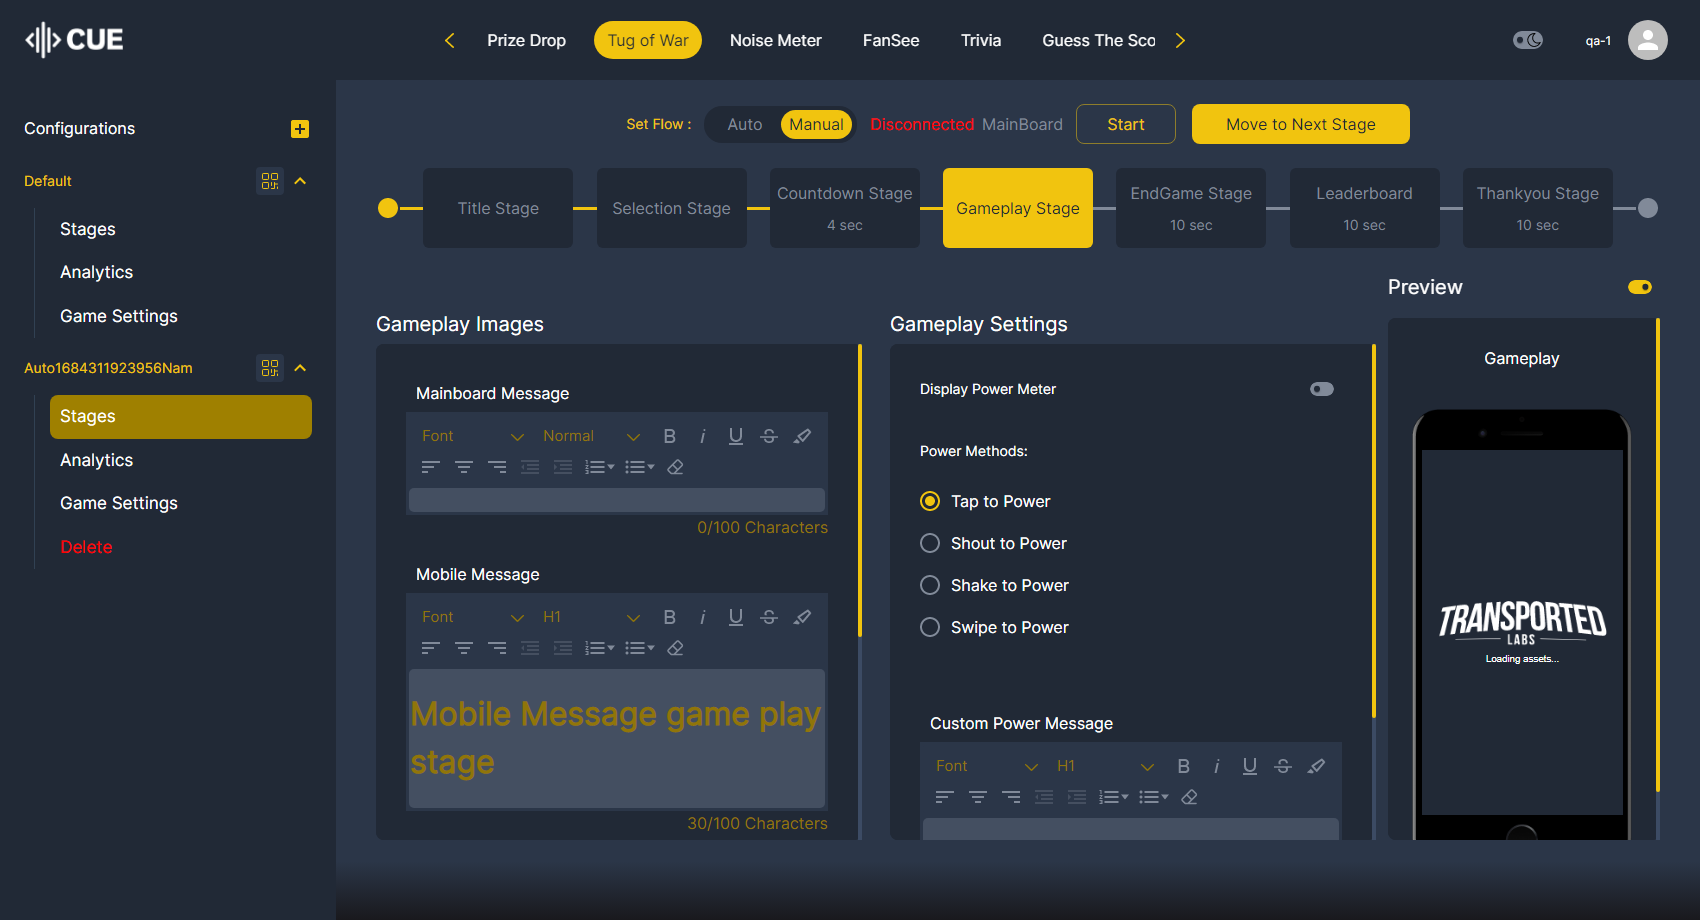 CUE
Prize Drop
Tug of War
Noise Meter
FanSee
Trivia
Guess The Sco
qa-1
Configurations
Default
Stages
Analytics
Game Settings
Auto1684311923956Nam
Stages
Analytics
Game Settings
Delete
Set Flow :
Auto
Manual
Disconnected MainBoard
Start
Move to Next Stage
Title Stage
Selection Stage
Countdown Stage
4 sec
Gameplay Stage
EndGame Stage
10 sec
Leaderboard
10 sec
Thankyou Stage
10 sec
Gameplay Images
Mainboard Message
Font
Normal
B i U S
0/100 Characters
Mobile Message
Font
H1
B i U S
Mobile Message game play
stage
30/100 Characters
Gameplay Settings
Display Power Meter
Power Methods:
Tap to Power
Shout to Power
Shake to Power
Swipe to Power
Custom Power Message
Font
H1
B i U S
Preview
Gameplay
TRANSPORTED
LABS
Loading assets...